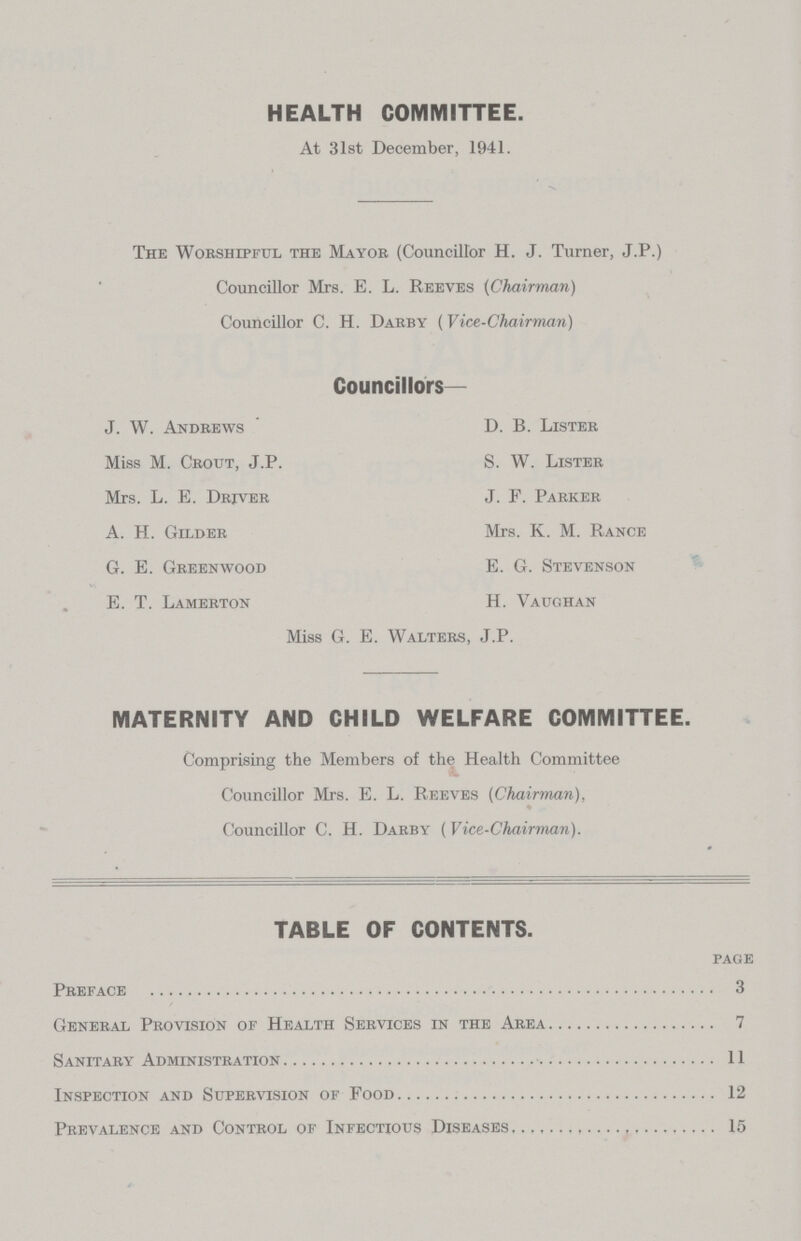 HEALTH COMMITTEE.
At 31st December, 1941.
The Worshipful the Mayor (Councillor H. J. Turner, J.P.)
Councillor Mrs. E. L. Reeves (Chairman)
Councillor C. H. Darby (Vice-Chairman)
Councillors—
J. W. Andrews
D. B. Lister
Miss M. Crout, J.P.
S. W. Lister
Mrs. L. E. Driver
J. F. Parker
A. H. Gilder
Mrs. K. M. Rance
G. E. Greenwood
E. G. Stevenson
E. T. Lamerton
H. Vaughan
Miss G. E. Walters, J.P.
MATERNITY AND CHILD WELFARE COMMITTEE.
Comprising the Members of the Health Committee
Councillor Mrs. E. L. Reeves (Chairman),
Councillor C. H. Darby (Vice-Chairman).
TABLE OF CONTENTS.
PAGE
Preface 3
General Provision of Health Services in the Area 7
Sanitary Administration 11
Inspection and Supervision of Food 12
Prevalence and Control of Infectious Diseases 15